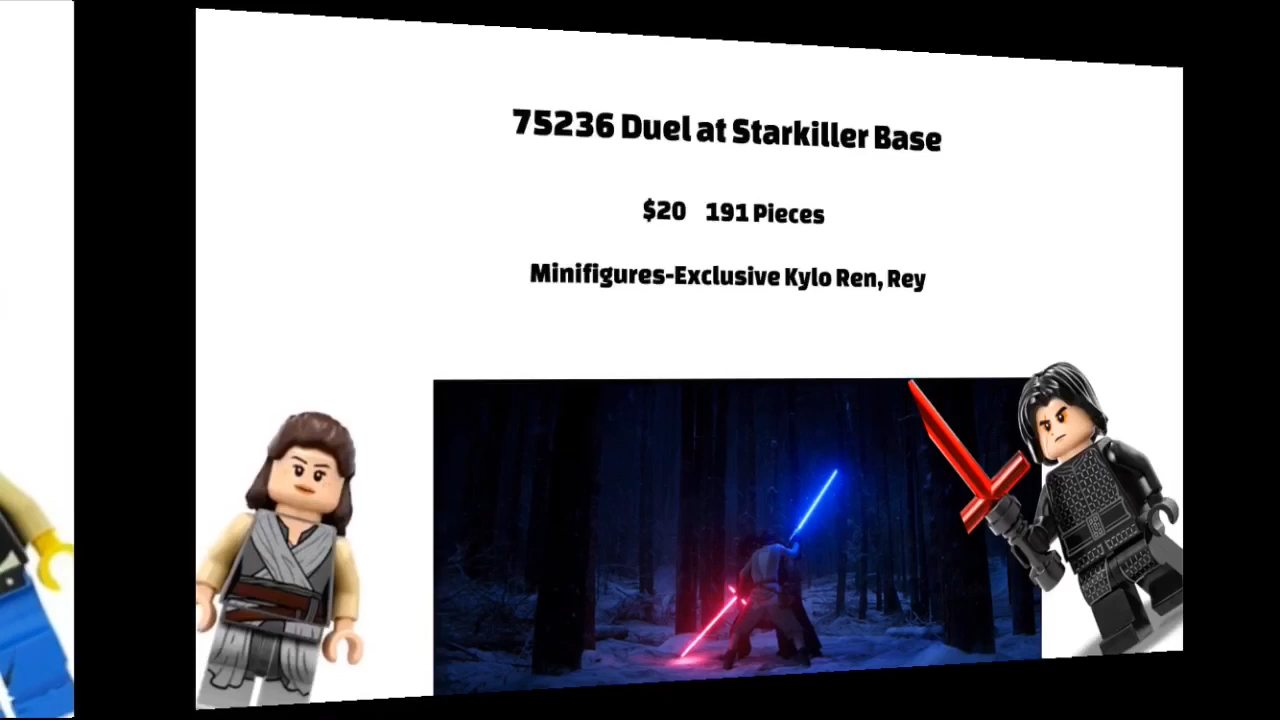 75236 Duel at Starkiller Base
$20 191 Pieces
Minifigures-Exclusive Kylo Ren, Rey